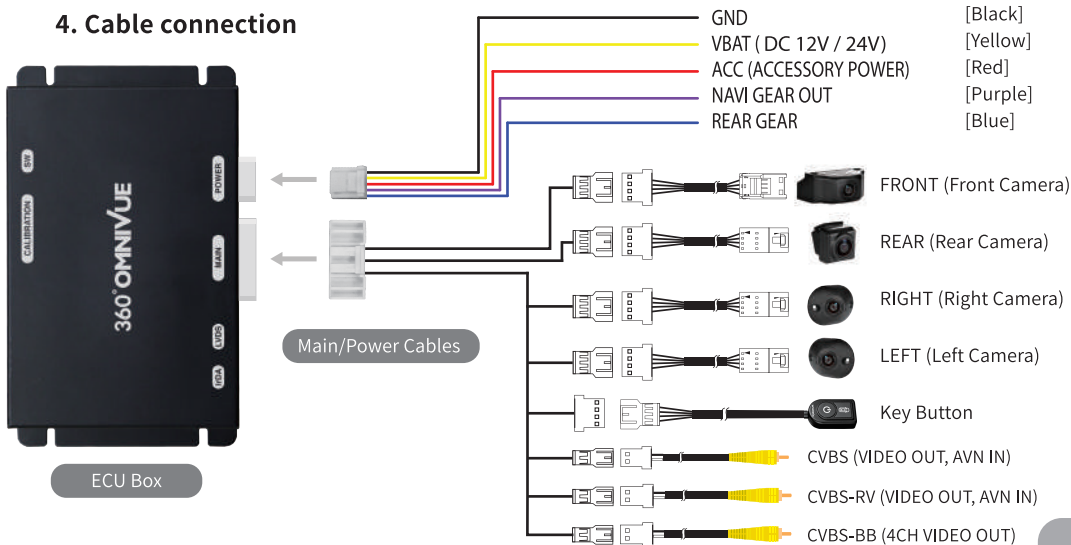 4. Cable connection
GND [Black]
VBAT ( DC 12V / 24V) [Yellow]
ACC (ACCESSORY POWER) [Red]
NAVI GEAR OUT [Purple]
REAR GEAR [Blue]
SW
CALIBRATION
POWER
MAIN
LVDS
IrDA
360°OMNIVUE
FRONT (Front Camera)
REAR (Rear Camera)
RIGHT (Right Camera)
LEFT (Left Camera)
Key Button
CVBS (VIDEO OUT, AVN IN)
CVBS-RV (VIDEO OUT, AVN IN)
CVBS-BB (4CH VIDEO OUT)
Main/Power Cables
ECU Box